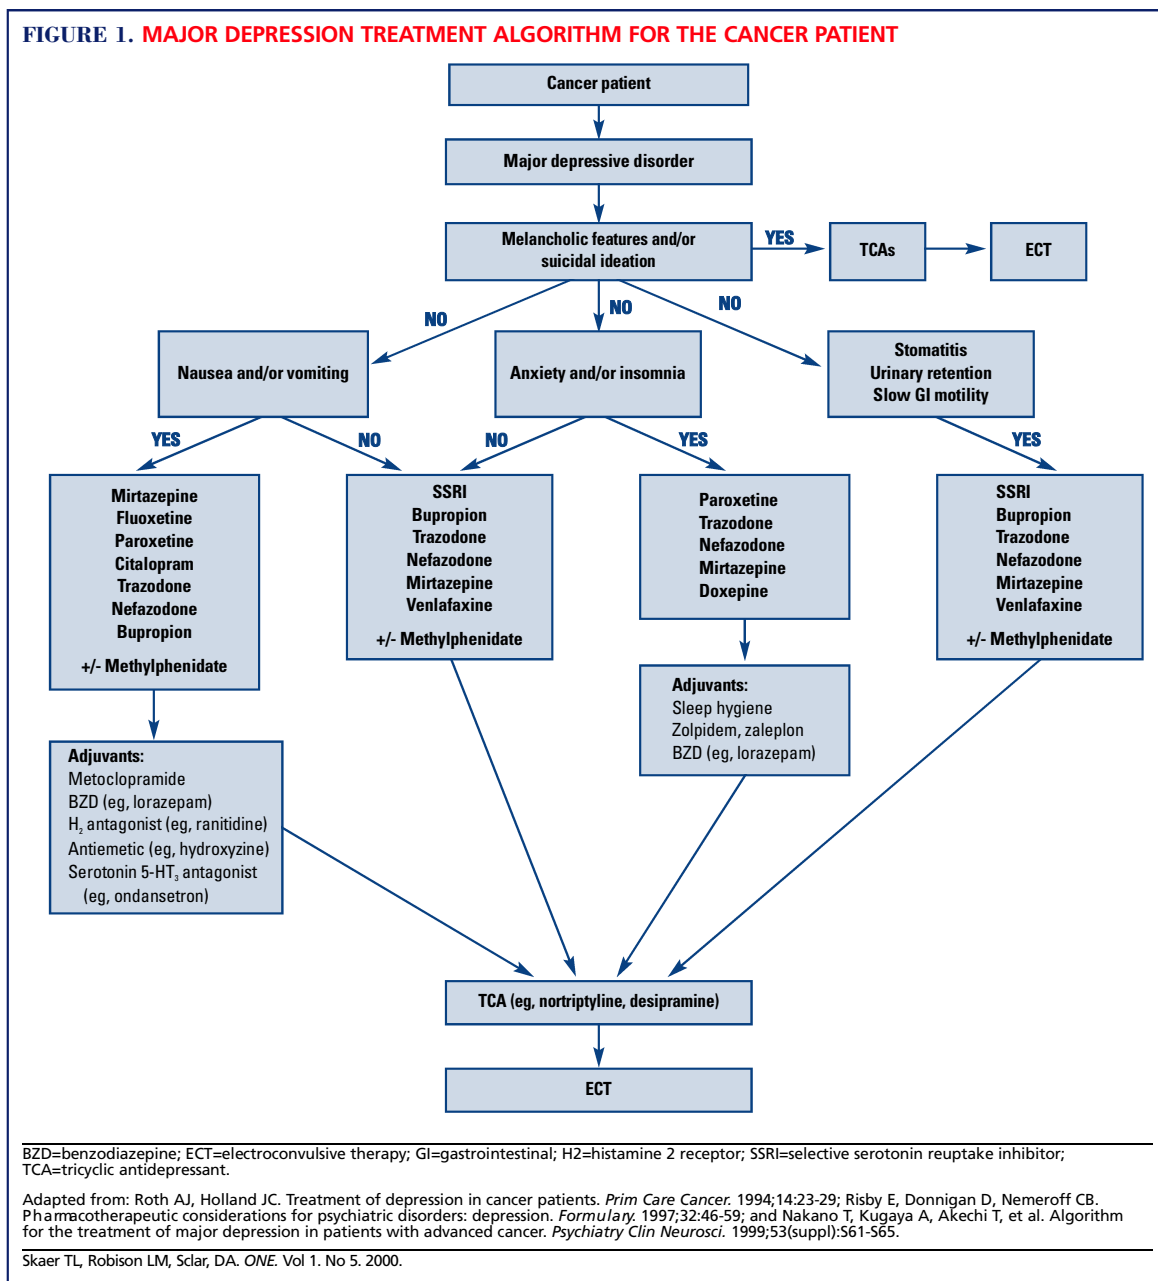 FIGURE 1. MAJOR DEPRESSION TREATMENT ALGORITHM FOR THE CANCER PATIENT
Cancer patient
Major depressive disorder
Melancholic features and/or
suicidal ideation
YES
TCAs
ECT
NO
NO
NO
Nausea and/or vomiting
Anxiety and/or insomnia
Stomatitis
Urinary retention
Slow GI motility
YES
NO
NO
YES
YES
Mirtazepine
Fluoxetine
Paroxetine
Citalopram
Trazodone
Nefazodone
Bupropion
+/- Methylphenidate
SSRI
Bupropion
Trazodone
Nefazodone
Mirtazepine
Venlafaxine
+/- Methylphenidate
Paroxetine
Trazodone
Nefazodone
Mirtazepine
Doxepine
SSRI
Bupropion
Trazodone
Nefazodone
Mirtazepine
Venlafaxine
+/- Methylphenidate
Adjuvants:
Metoclopramide
BZD (eg, lorazepam)
H₂ antagonist (eg, ranitidine)
Antiemetic (eg, hydroxyzine)
Serotonin 5-HT₃ antagonist
(eg, ondansetron)
Adjuvants:
Sleep hygiene
Zolpidem, zaleplon
BZD (eg, lorazepam)
TCA (eg, nortriptyline, desipramine)
ECT
BZD=benzodiazepine; ECT=electroconvulsive therapy; GI=gastrointestinal; H2=histamine 2 receptor; SSRI=selective serotonin reuptake inhibitor;
TCA=tricyclic antidepressant.
Adapted from: Roth AJ, Holland JC. Treatment of depression in cancer patients. Prim Care Cancer. 1994;14:23-29; Risby E, Donnigan D, Nemeroff CB.
Pharmacotherapeutic considerations for psychiatric disorders: depression. Formulary. 1997;32:46-59; and Nakano T, Kugaya A, Akechi T, et al. Algorithm
for the treatment of major depression in patients with advanced cancer. Psychiatry Clin Neurosci. 1999;53(suppl):S61-S65.
Skaer TL, Robison LM, Sclar, DA. ONE. Vol 1. No 5. 2000.